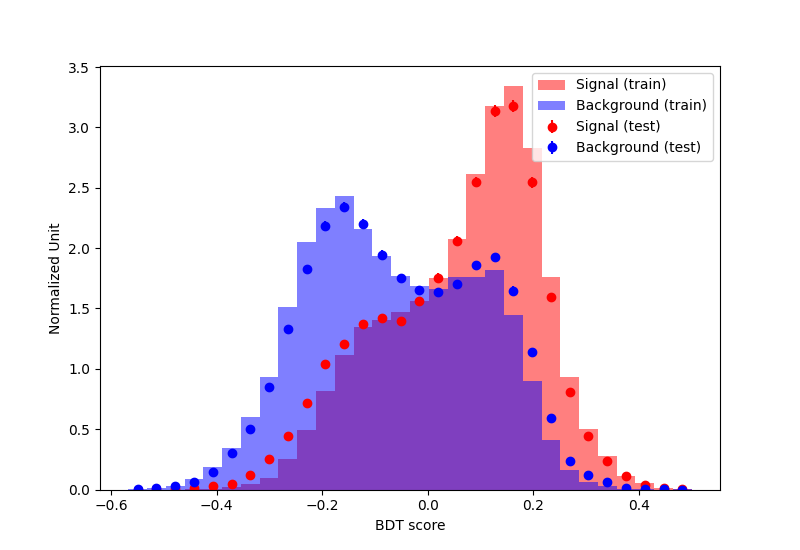 3.5
3.0
2.5
2.0
1.5
1.0
0.5
0.0
Normalized Unit
Signal (train)
Background (train)
Signal (test)
Background (test)
−0.6 −0.4 −0.2 0.0 0.2 0.4
BDT score